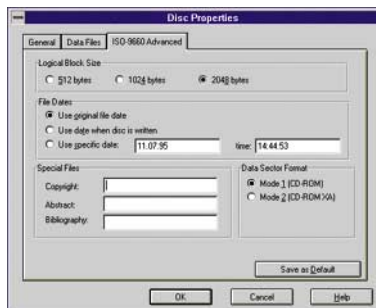 Disc Properties
General Data Files ISO-9660 Advanced
Logical Block Size
512 bytes 1024 bytes 2048 bytes
File Dates
Use original file date
Use date when disc is written
Use specific date: 11.07.95 time: 14:44:53
Special Files
Copyright:
Abstract:
Bibliography:
Data Sector Format
Mode 1 (CD-ROM)
Mode 2 (CD-ROM XA)
Save as Default
OK Cancel Help